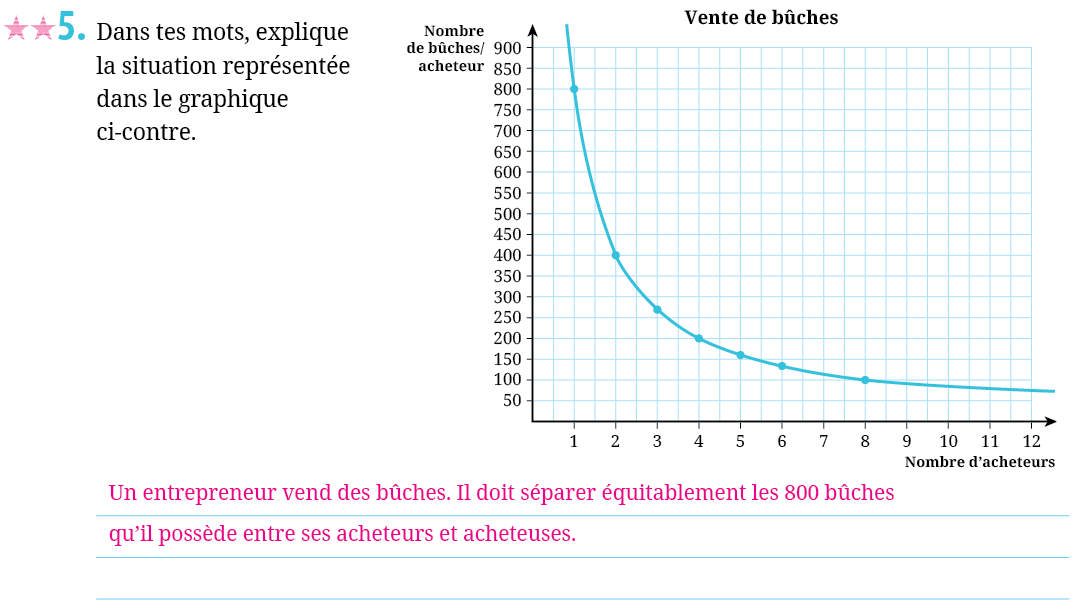 5. Dans tes mots, explique
la situation représentée
dans le graphique
ci-contre.
Vente de bûches
Nombre
de bûches/
acheteur
900
850
800
750
700
650
600
550
500
450
400
350
300
250
200
150
100
50
1 2 3 4 5 6 7 8 9 10 11 12
Nombre d'acheteurs
Un entrepreneur vend des bûches. Il doit séparer équitablement les 800 bûches
qu'il possède entre ses acheteurs et acheteuses.